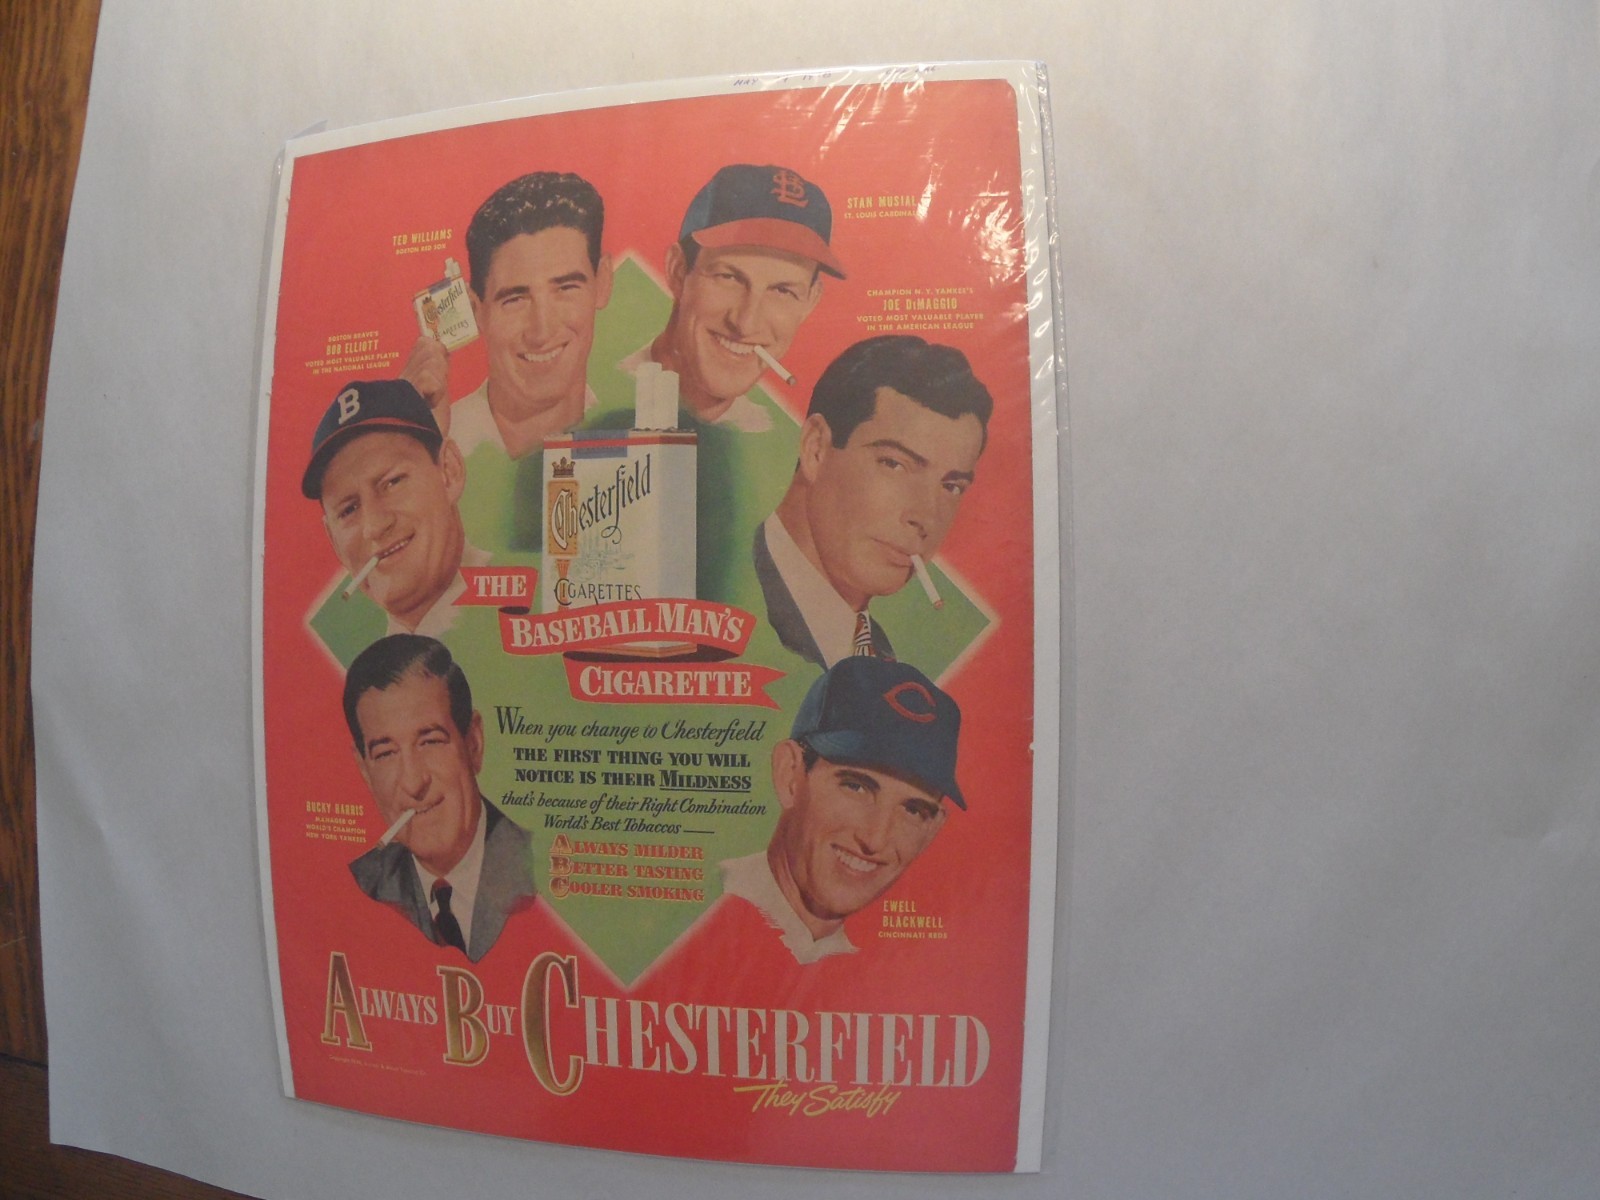 MAY
TED WILLIAMS
BOSTON RED SOX
STAN MUSIAL
ST. LOUIS CARDINALS
Chesterfield
CIGARETTES
CHAMPION N. Y. YANKEE'S
JOE DiMAGGIO
VOTED MOST VALUABLE PLAYER
IN THE AMERICAN LEAGUE
BOSTON BRAVE'S
BOB ELLIOTT
VOTED MOST VALUABLE PLAYER
IN THE NATIONAL LEAGUE
B
Chesterfield
CIGARETTES
THE
BASEBALL MAN'S
CIGARETTE
C
When you change to Chesterfield
THE FIRST THING YOU WILL
NOTICE IS THEIR MILDNESS
that's because of their Right Combination
World's Best Tobaccos —
ALWAYS MILDER
BETTER TASTING
COOLER SMOKING
BUCKY HARRIS
MANAGER OF
WORLD'S CHAMPION
NEW YORK YANKEES
EWELL
BLACKWELL
CINCINNATI REDS
ALWAYS BUY CHESTERFIELD
They Satisfy